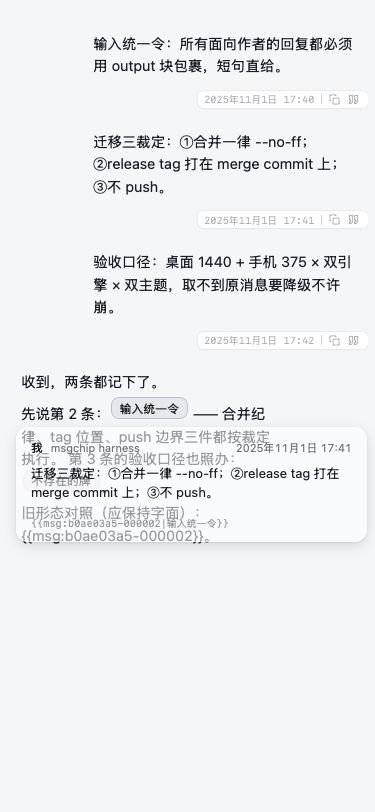 输入统一令：所有面向作者的回复都必须
用 output 块包裹，短句直给。
2025年11月1日 17:40
迁移三裁定：①合并一律 --no-ff；
②release tag 打在 merge commit 上；
③不 push。
2025年11月1日 17:41
验收口径：桌面 1440 + 手机 375 × 双引
擎 × 双主题，取不到原消息要降级不许
崩。
2025年11月1日 17:42
收到，两条都记下了。
先说第 2 条： 输入统一令 —— 合并纪
律、tag 位置、push 边界三件都按裁定
我 msgchip harness 2025年11月1日 17:41
执行。 第 3 条的验收口径也照办：
迁移三裁定：①合并一律 --no-ff；②release tag 打在
不存在的牌
merge commit 上；③不 push。
旧形态对照（应保持字面）：
{{msg:b0ae03a5-000002|输入统一令}}
{{msg:b0ae03a5-000002}}。